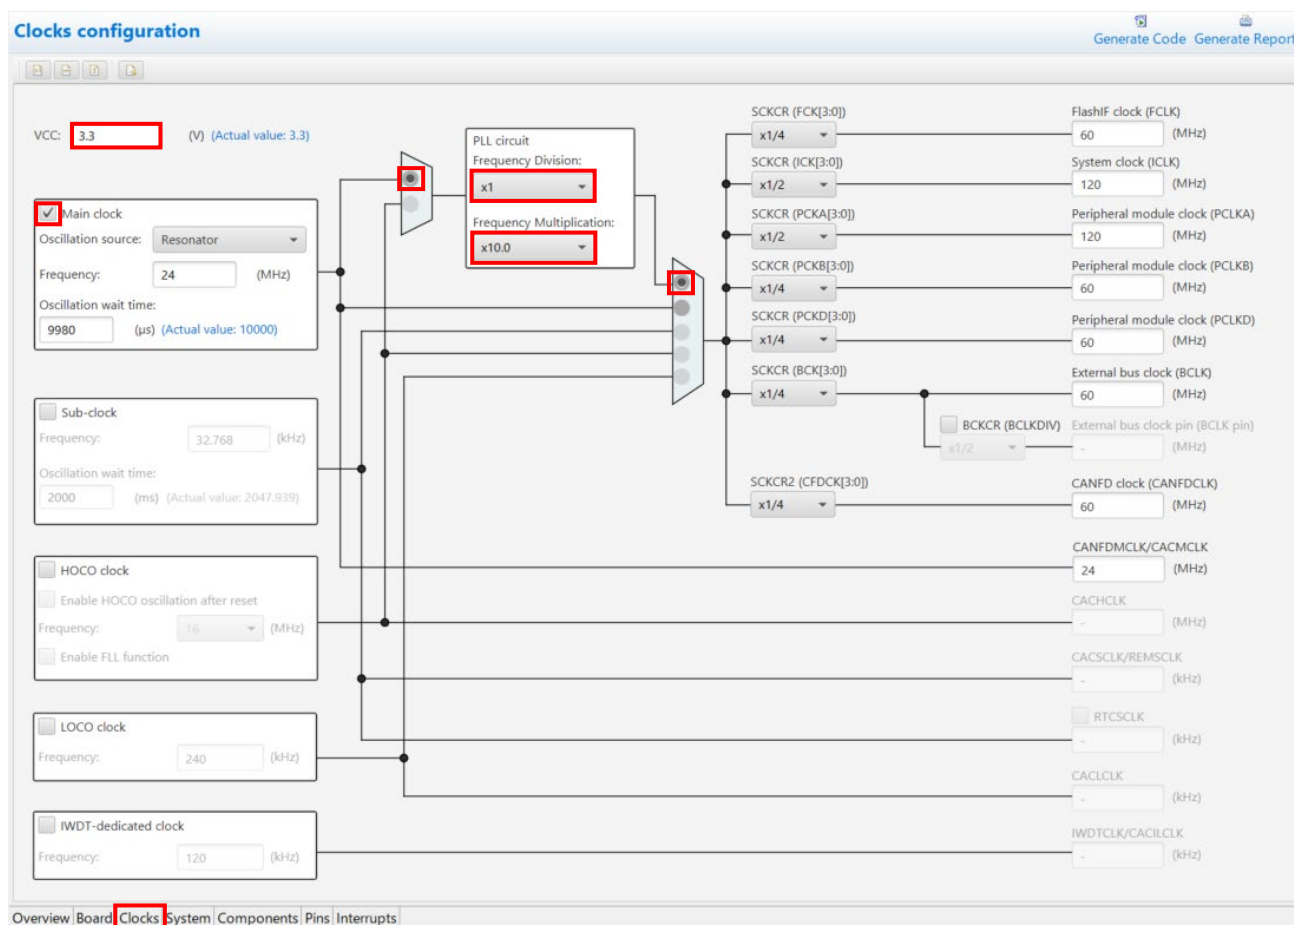 Clocks configuration
Generate Code Generate Report
VCC: 3.3 (V) (Actual value: 3.3)
Main clock
Oscillation source: Resonator
Frequency: 24 (MHz)
Oscillation wait time:
9980 (μs) (Actual value: 10000)
Sub-clock
Frequency: 32.768 (kHz)
Oscillation wait time:
2000 (ms) (Actual value: 2047.939)
HOCO clock
Enable HOCO oscillation after reset
Frequency: 16 (MHz)
Enable FLL function
LOCO clock
Frequency: 240 (kHz)
IWDT-dedicated clock
Frequency: 120 (kHz)
PLL circuit
Frequency Division:
x1
Frequency Multiplication:
x10.0
SCKCR (FCK[3:0])
x1/4
SCKCR (ICK[3:0])
x1/2
SCKCR (PCKA[3:0])
x1/2
SCKCR (PCKB[3:0])
x1/4
SCKCR (PCKD[3:0])
x1/4
SCKCR (BCK[3:0])
x1/4
BCKCR (BCLKDIV)
x1/2
SCKCR2 (CFDCK[3:0])
x1/4
FlashIF clock (FCLK)
60 (MHz)
System clock (ICLK)
120 (MHz)
Peripheral module clock (PCLKA)
120 (MHz)
Peripheral module clock (PCLKB)
60 (MHz)
Peripheral module clock (PCLKD)
60 (MHz)
External bus clock (BCLK)
60 (MHz)
External bus clock pin (BCLK pin)
- (MHz)
CANFD clock (CANFDCLK)
60 (MHz)
CANFDMCLK/CACMCLK
24 (MHz)
CACHCLK
- (MHz)
CACSCLK/REMSCLK
- (kHz)
RTCSCLK
- (kHz)
CACLCLK
- (kHz)
IWDTCLK/CACILCLK
- (kHz)
Overview Board Clocks System Components Pins Interrupts